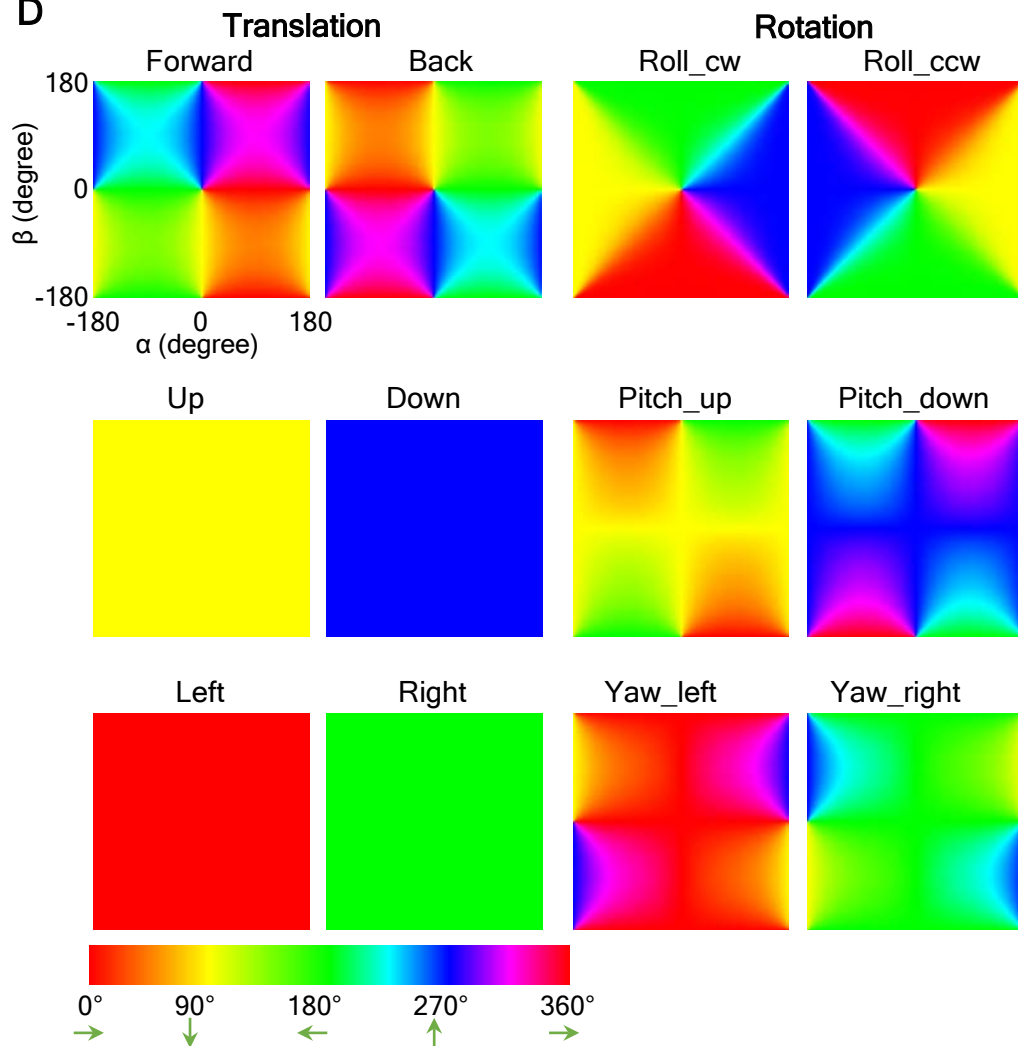 D
Translation Rotation
Forward Back Roll_cw Roll_ccw
180
β (degree)
0
-180
-180 0 180
α (degree)
Up Down Pitch_up Pitch_down
Left Right Yaw_left Yaw_right
0° 90° 180° 270° 360°